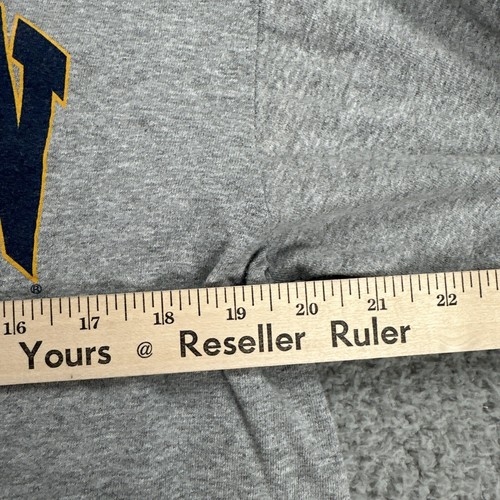 ®
16 17 18 19 20 21 22
Yours @ Reseller Ruler